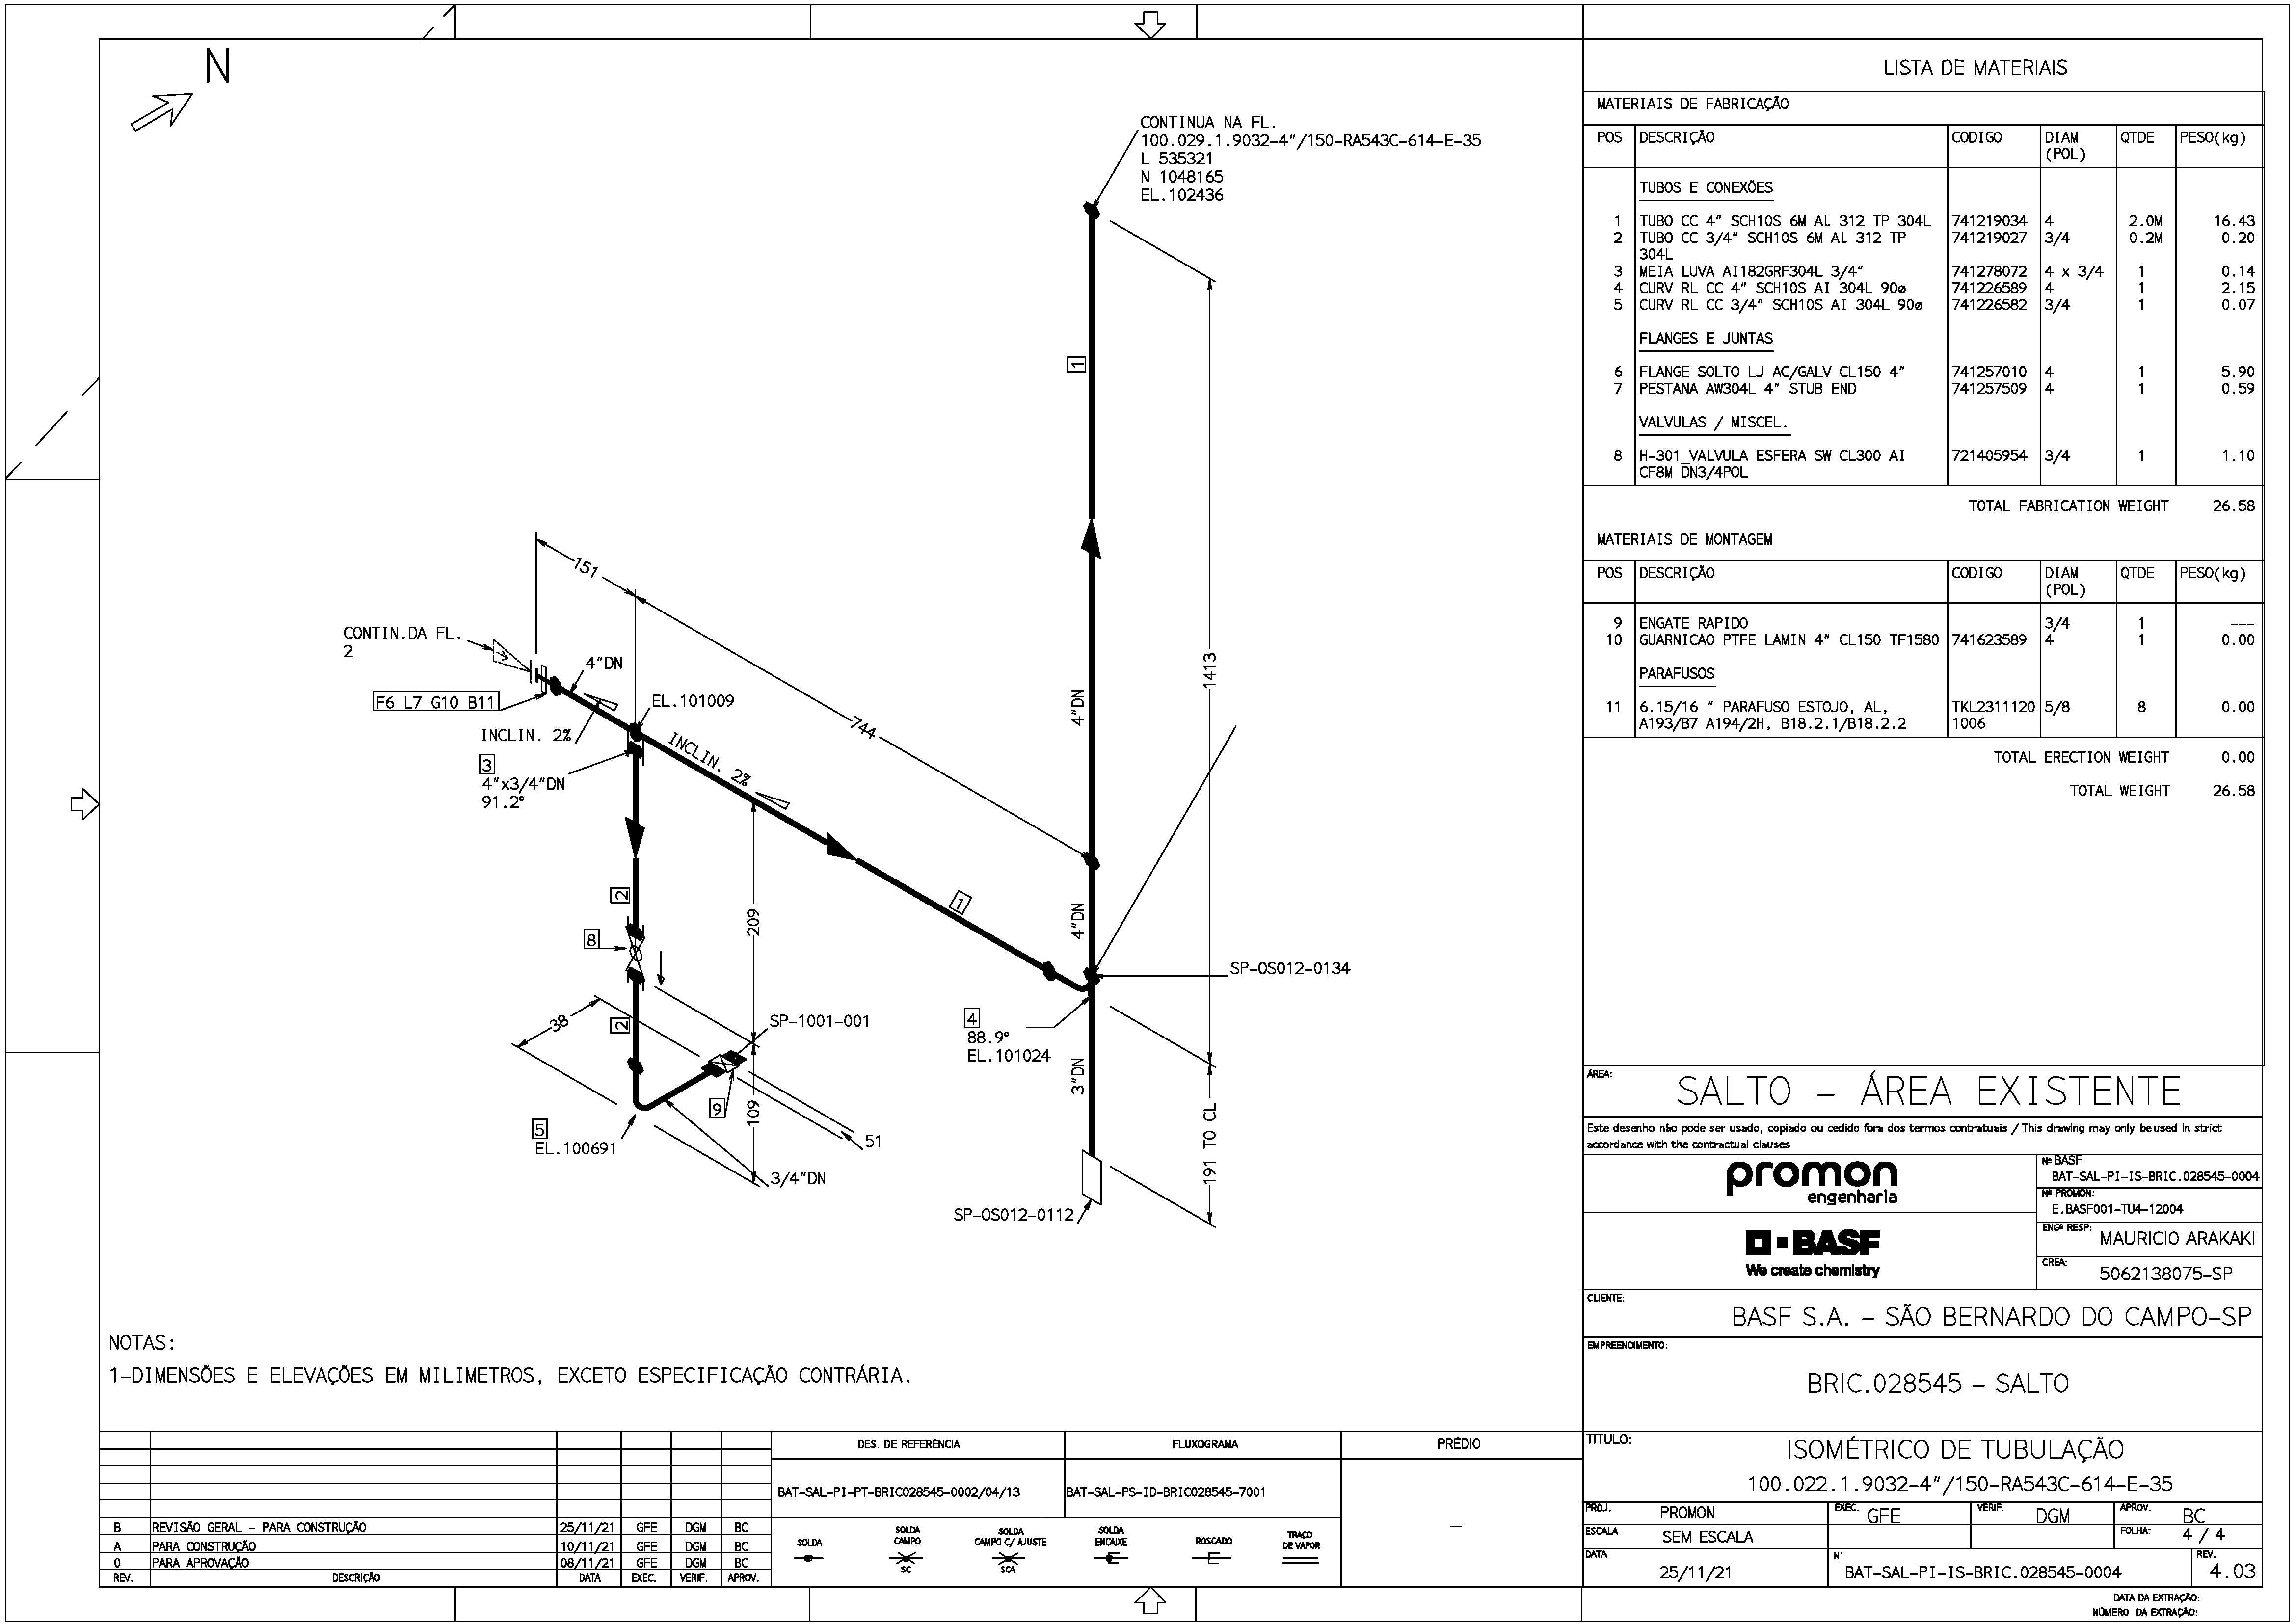 N
CONTINUA NA FL.
100.029.1.9032-4"/150-RA543C-614-E-35
L 535321
N 1048165
EL.102436
1
1413
151
744
CONTIN.DA FL.
2
4"DN
F6 L7 G10 B11
EL.101009
INCLIN. 2%
INCLIN. 2%
3
4"x3/4"DN
91.2°
4"DN
1
2
209
4"DN
8
SP-OS012-0134
38
2
SP-1001-001
4
88.9°
EL.101024
3"DN
9
109
5
EL.100691
51
3/4"DN
191 TO CL
SP-OS012-0112
NOTAS:
1-DIMENSÕES E ELEVAÇÕES EM MILIMETROS, EXCETO ESPECIFICAÇÃO CONTRÁRIA.
LISTA DE MATERIAIS
MATERIAIS DE FABRICAÇÃO
POS DESCRIÇÃO CODIGO DIAM (POL) QTDE PESO(kg)
TUBOS E CONEXÕES
1 TUBO CC 4" SCH10S 6M AL 312 TP 304L 741219034 4 2.0M 16.43
2 TUBO CC 3/4" SCH10S 6M AL 312 TP 741219027 3/4 0.2M 0.20
304L
3 MEIA LUVA AI182GRF304L 3/4" 741278072 4 x 3/4 1 0.14
4 CURV RL CC 4" SCH10S AI 304L 90ø 741226589 4 1 2.15
5 CURV RL CC 3/4" SCH10S AI 304L 90ø 741226582 3/4 1 0.07
FLANGES E JUNTAS
6 FLANGE SOLTO LJ AC/GALV CL150 4" 741257010 4 1 5.90
7 PESTANA AW304L 4" STUB END 741257509 4 1 0.59
VALVULAS / MISCEL.
8 H-301_VALVULA ESFERA SW CL300 AI 721405954 3/4 1 1.10
CF8M DN3/4POL
TOTAL FABRICATION WEIGHT 26.58
MATERIAIS DE MONTAGEM
POS DESCRIÇÃO CODIGO DIAM (POL) QTDE PESO(kg)
9 ENGATE RAPIDO 3/4 1 ---
10 GUARNICAO PTFE LAMIN 4" CL150 TF1580 741623589 4 1 0.00
PARAFUSOS
11 6.15/16 " PARAFUSO ESTOJO, AL, TKL2311120 5/8 8 0.00
A193/B7 A194/2H, B18.2.1/B18.2.2 1006
TOTAL ERECTION WEIGHT 0.00
TOTAL WEIGHT 26.58
ÁREA:
SALTO - ÁREA EXISTENTE
Este desenho não pode ser usado, copiado ou cedido fora dos termos contratuais / This drawing may only be used in strict
accordance with the contractual clauses
promon
engenharia
Nº BASF
BAT-SAL-PI-IS-BRIC.028545-0004
Nº PROMON:
E.BASF001-TU4-12004
BASF
We create chemistry
ENGº RESP:
MAURICIO ARAKAKI
CREA:
5062138075-SP
CLIENTE:
BASF S.A. - SÃO BERNARDO DO CAMPO-SP
EMPREENDIMENTO:
BRIC.028545 - SALTO
TITULO:
ISOMÉTRICO DE TUBULAÇÃO
100.022.1.9032-4"/150-RA543C-614-E-35
PROJ. PROMON EXEC. GFE VERIF. DGM APROV. BC
ESCALA SEM ESCALA FOLHA: 4 / 4
DATA 25/11/21 N° BAT-SAL-PI-IS-BRIC.028545-0004 REV. 4.03
DATA DA EXTRAÇÃO:
NÚMERO DA EXTRAÇÃO:
B REVISÃO GERAL - PARA CONSTRUÇÃO 25/11/21 GFE DGM BC
A PARA CONSTRUÇÃO 10/11/21 GFE DGM BC
0 PARA APROVAÇÃO 08/11/21 GFE DGM BC
REV. DESCRIÇÃO DATA EXEC. VERIF. APROV.
DES. DE REFERÊNCIA FLUXOGRAMA PRÉDIO
BAT-SAL-PI-PT-BRIC028545-0002/04/13 BAT-SAL-PS-ID-BRIC028545-7001
-
SOLDA
SOLDA CAMPO
SC
SOLDA CAMPO C/ AJUSTE
SCA
SOLDA ENCAIXE
ROSCADO
TRAÇO DE VAPOR